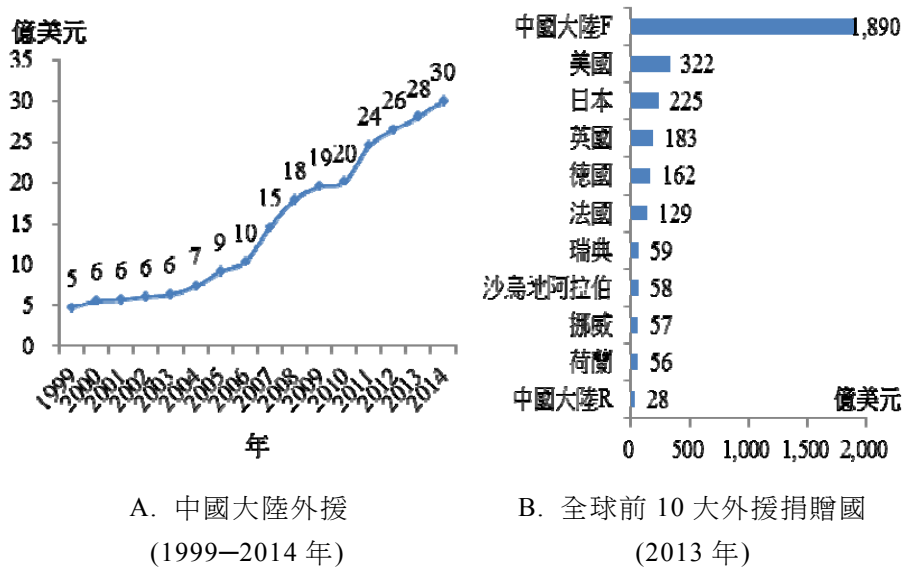 億美元
35
30
25
20
15
10
5
0
5 6 6 6 6 7 9 10 15 18 19 20 24 26 28 30
1999 2000 2001 2002 2003 2004 2005 2006 2007 2008 2009 2010 2011 2012 2013 2014
年
A. 中國大陸外援
(1999–2014 年)
中國大陸F 1,890
美國 322
日本 225
英國 183
德國 162
法國 129
瑞典 59
沙烏地阿拉伯 58
挪威 57
荷蘭 56
中國大陸R 28
億美元
0 500 1,000 1,500 2,000
B. 全球前 10 大外援捐贈國
(2013 年)